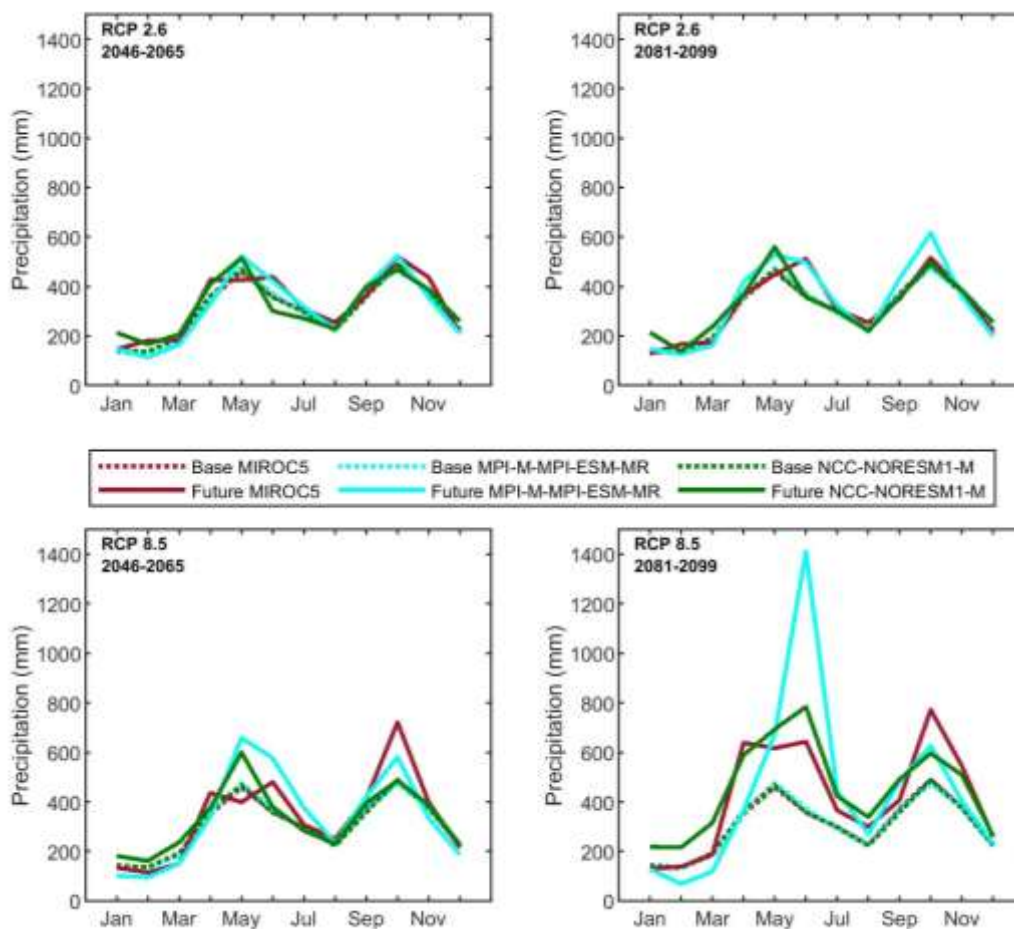 RCP 2.6
2046-2065
Precipitation (mm)
1400
1200
1000
800
600
400
200
0
Jan Mar May Jul Sep Nov
RCP 2.6
2081-2099
Precipitation (mm)
1400
1200
1000
800
600
400
200
0
Jan Mar May Jul Sep Nov
Base MIROC5 Base MPI-M-MPI-ESM-MR Base NCC-NORESM1-M
Future MIROC5 Future MPI-M-MPI-ESM-MR Future NCC-NORESM1-M
RCP 8.5
2046-2065
Precipitation (mm)
1400
1200
1000
800
600
400
200
0
Jan Mar May Jul Sep Nov
RCP 8.5
2081-2099
Precipitation (mm)
1400
1200
1000
800
600
400
200
0
Jan Mar May Jul Sep Nov